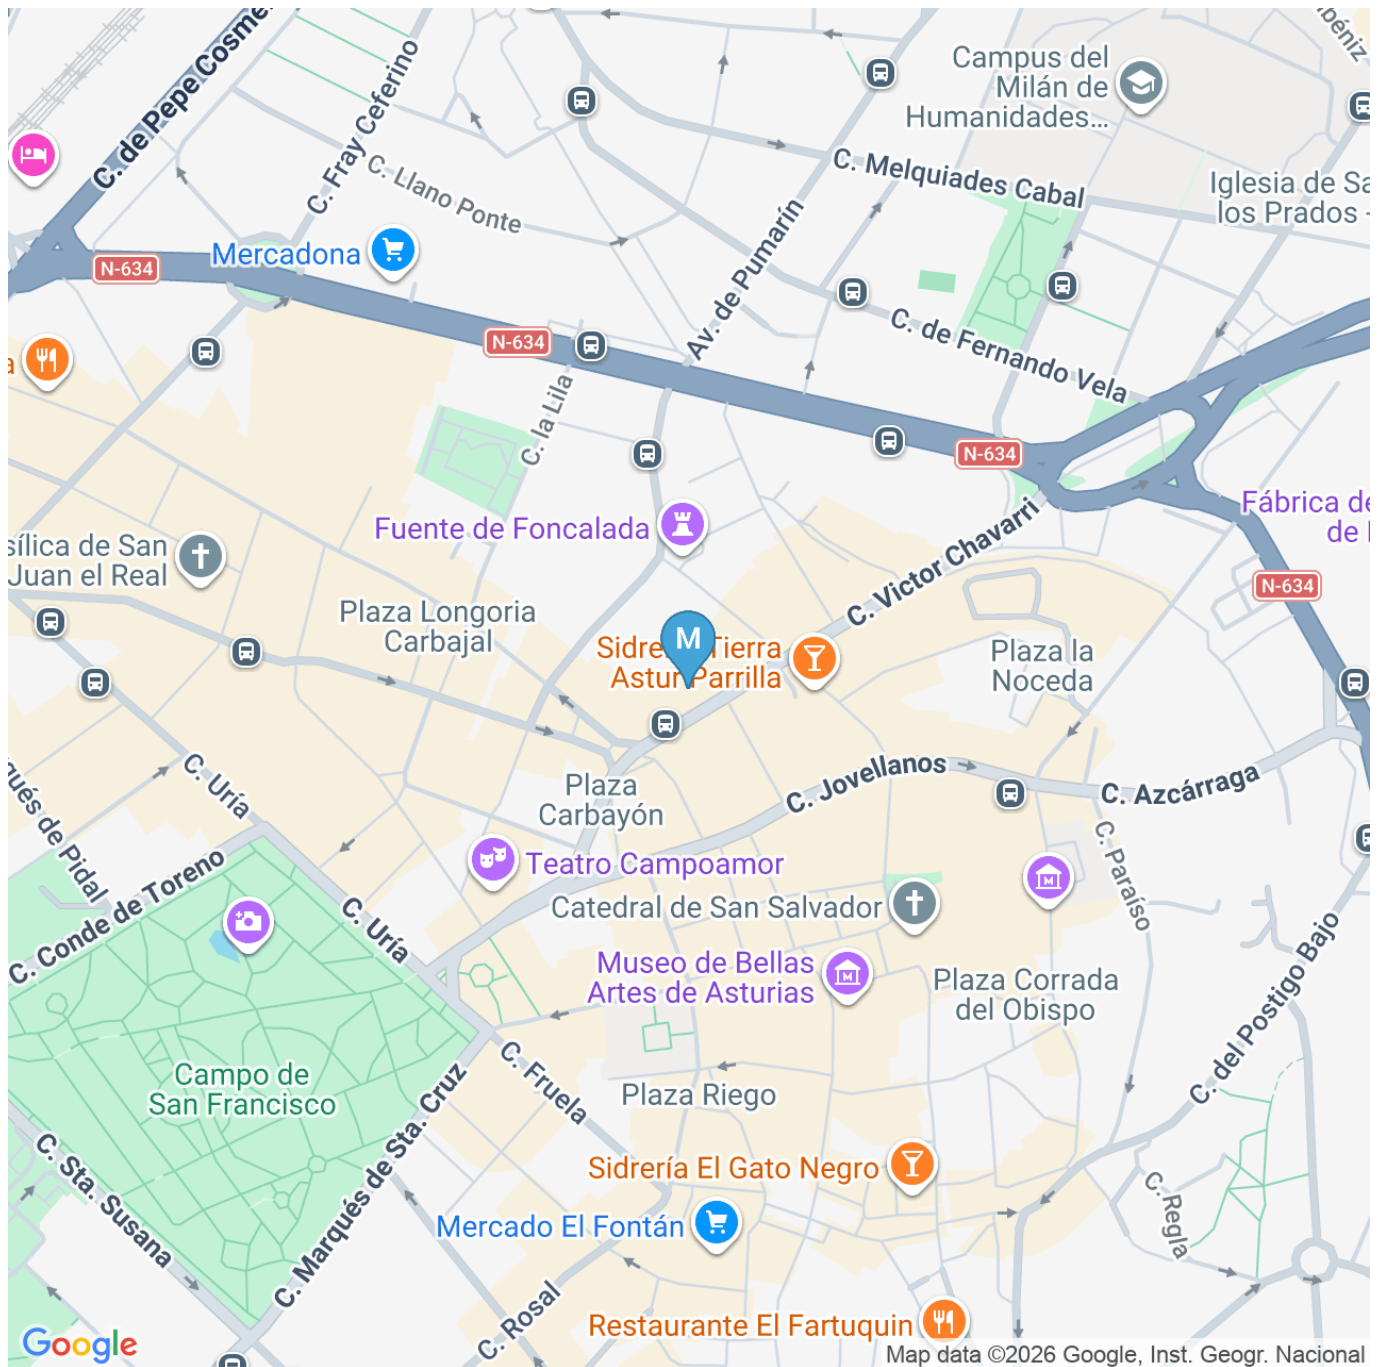 C. de Pepe Cosme
C. Fray Ceferino
Campus del
Milán de
Humanidades...
C. Llano Ponte
C. Melquiades Cabal
Iglesia de Sa
los Prados -
Mercadona
N-634
Av. de Pumarín
N-634
C. de Fernando Vela
C. la Lila
N-634
Fuente de Foncalada
Fábrica de
de
sílica de San
Juan el Real
C. Victor Chavarri
N-634
Plaza Longoria
Carbajal
M
Tierra
Astur Parrilla
Plaza la
Noceda
C. Uría
Plaza
Carbayón
C. Jovellanos
C. Azcárraga
gués de Pidal
Teatro Campoamor
C. Paraíso
C. Conde de Toreno
C. Uría
Catedral de San Salvador
Museo de Bellas
Artes de Asturias
M
M
Plaza Corrada
del Obispo
C. del Postigo Bajo
Campo de
San Francisco
C. Fruela
Plaza Riego
C. Sta. Susana
C. Marqués de Sta. Cruz
Sidrería El Gato Negro
C. Regla
Mercado El Fontán
C. Rosal
Restaurante El Fartuquin
Google
Map data ©2026 Google, Inst. Geogr. Nacional